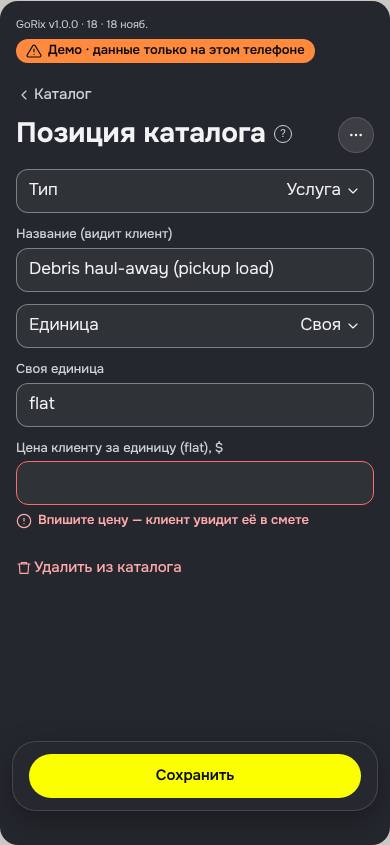 GoRix v1.0.0 · 18 · 18 нояб.
Демо · данные только на этом телефоне
Каталог
Позиция каталога ?
Тип Услуга
Название (видит клиент)
Debris haul-away (pickup load)
Единица Своя
Своя единица
flat
Цена клиенту за единицу (flat), $
Впишите цену — клиент увидит её в смете
Удалить из каталога
Сохранить